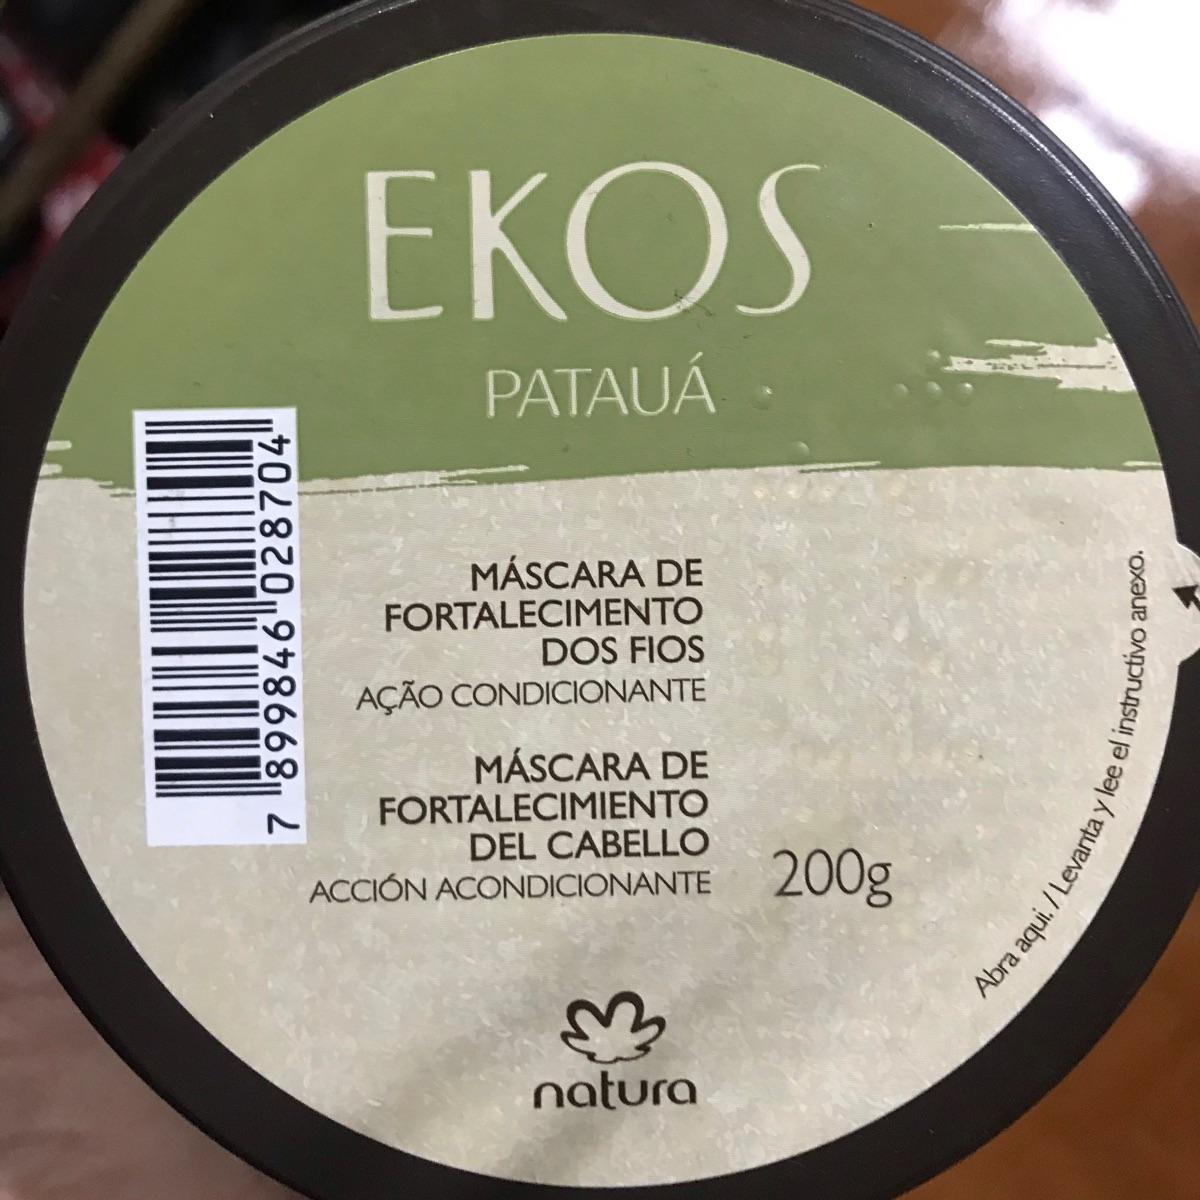 EKOS
PATAUÁ
7 899846 028704
MÁSCARA DE
FORTALECIMENTO
DOS FIOS
AÇÃO CONDICIONANTE
MÁSCARA DE
FORTALECIMIENTO
DEL CABELLO
ACCIÓN ACONDICIONANTE
200g
Abra aqui. / Levanta y lee el instructivo anexo.
natura